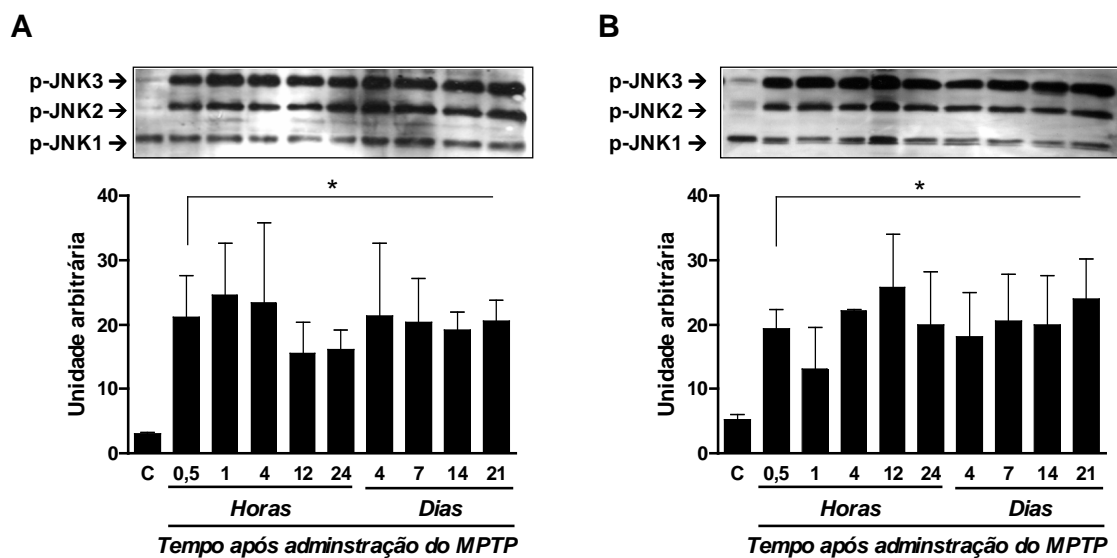 A
p-JNK3 →
p-JNK2 →
p-JNK1 →
*
40
30
20
10
0
Unidade arbitrária
C 0,5 1 4 12 24 4 7 14 21
Horas Dias
Tempo após adminstração do MPTP
B
p-JNK3 →
p-JNK2 →
p-JNK1 →
*
40
30
20
10
0
Unidade arbitrária
C 0,5 1 4 12 24 4 7 14 21
Horas Dias
Tempo após adminstração do MPTP